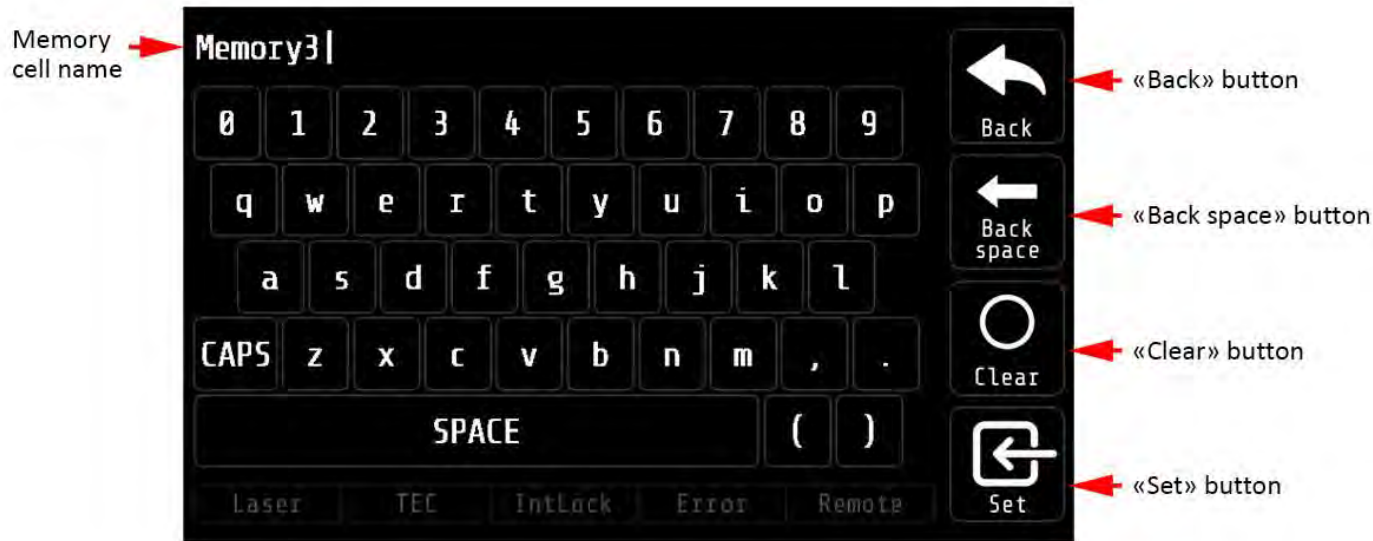 Memory
cell name
Memory3|
0 1 2 3 4 5 6 7 8 9
q w e r t y u i o p
a s d f g h j k l
CAPS z x c v b n m , .
SPACE ( )
Laser TEC IntLock Error Remote
Back
Back
space
Clear
Set
«Back» button
«Back space» button
«Clear» button
«Set» button